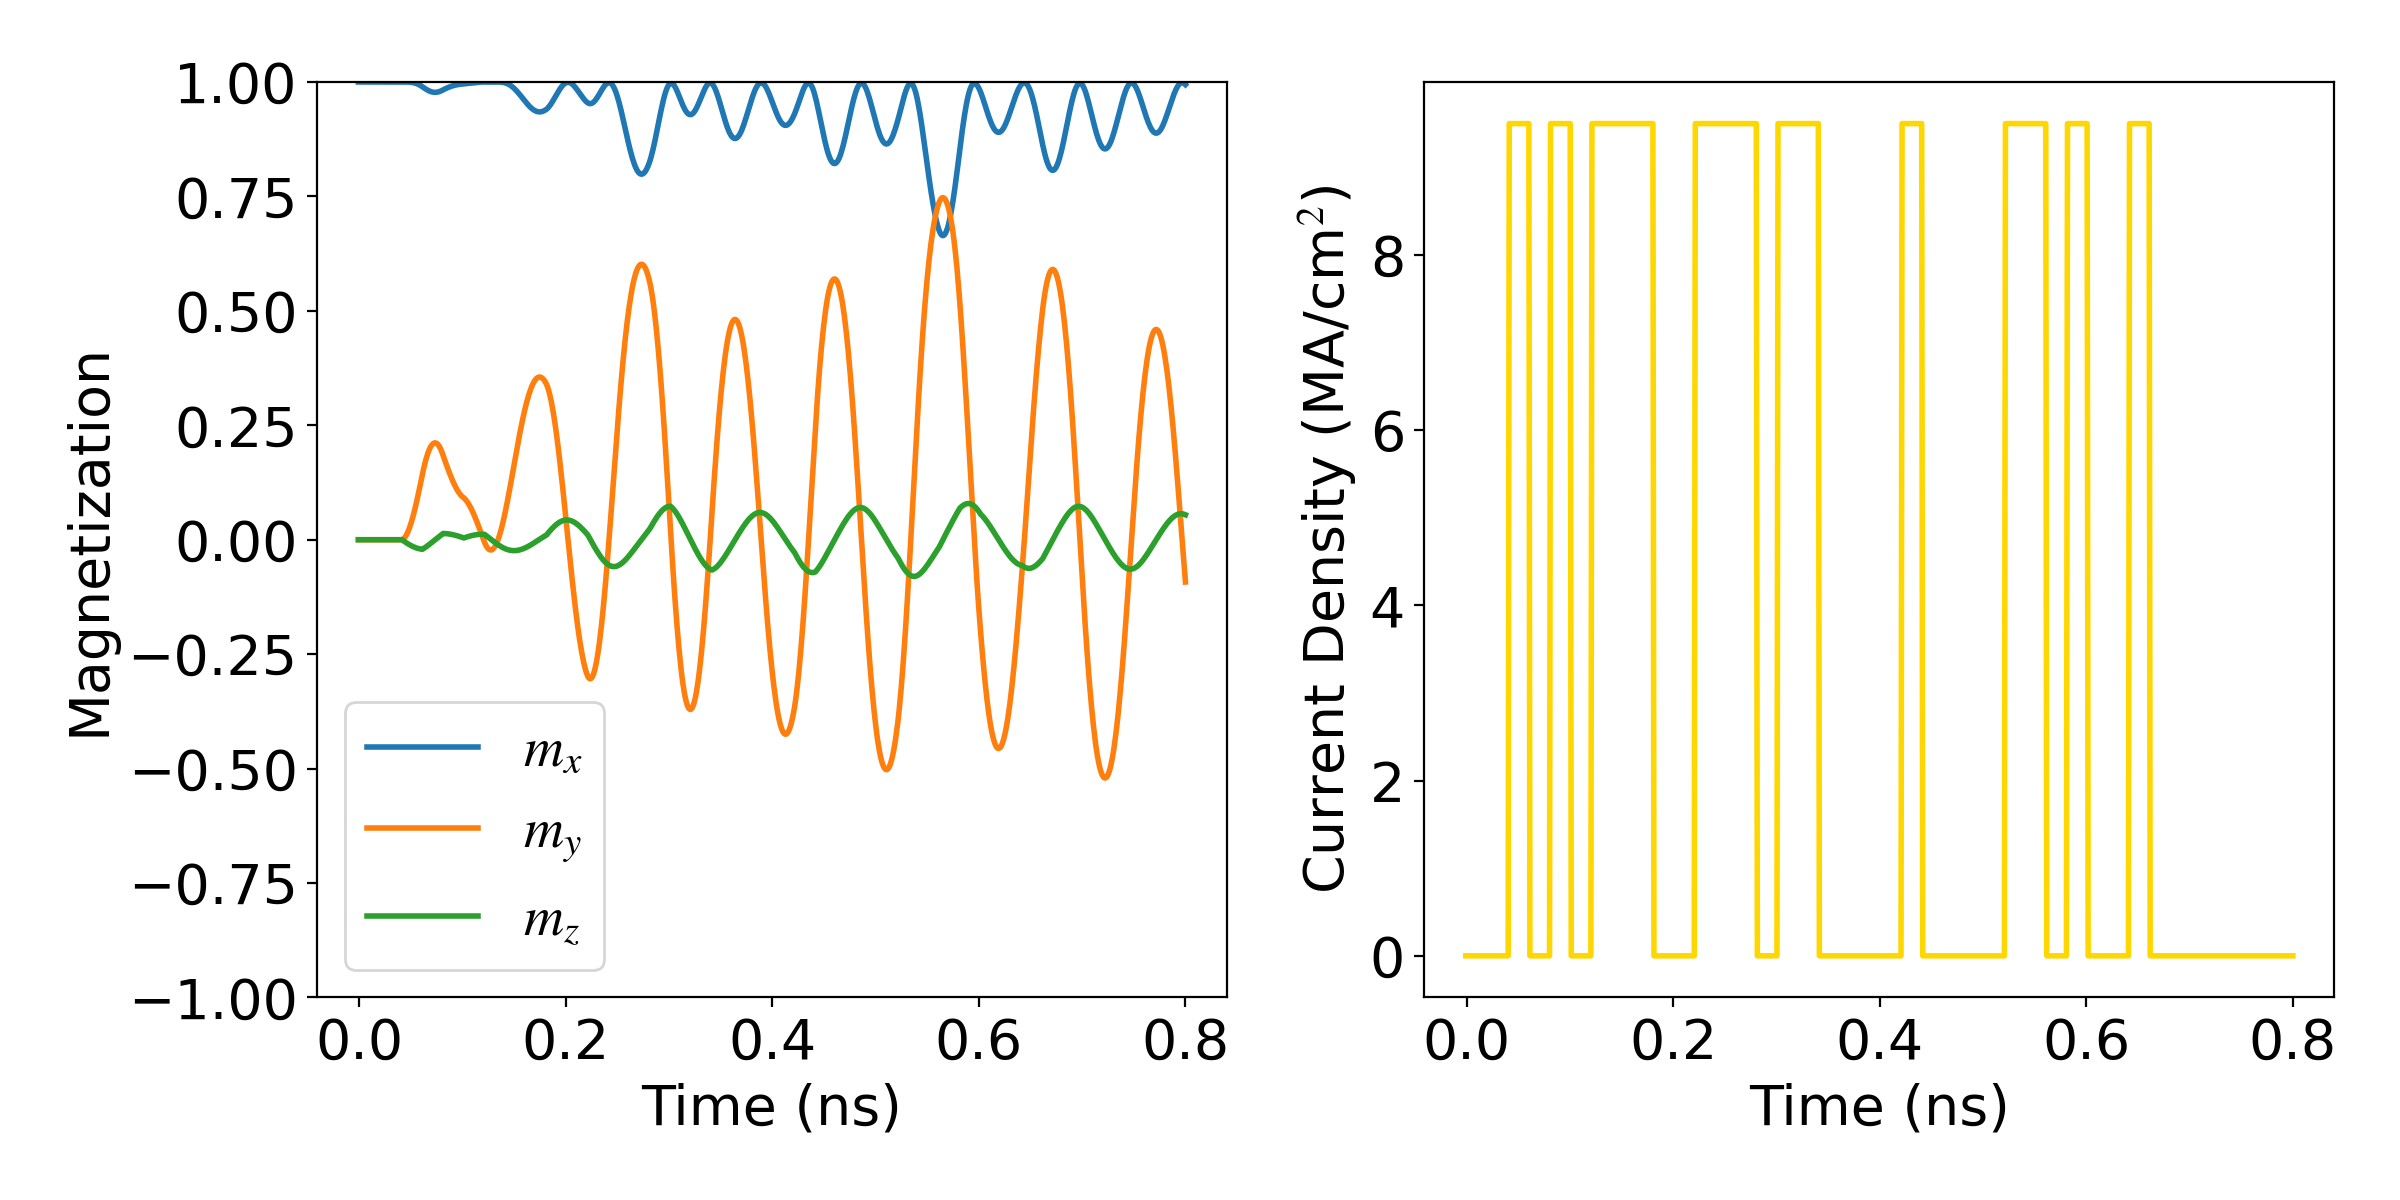 1.00
0.75
0.50
0.25
0.00
−0.25
−0.50
−0.75
−1.00
Magnetization
m_x
m_y
m_z
0.0 0.2 0.4 0.6 0.8
Time (ns)
8
6
4
2
0
Current Density (MA/cm²)
0.0 0.2 0.4 0.6 0.8
Time (ns)